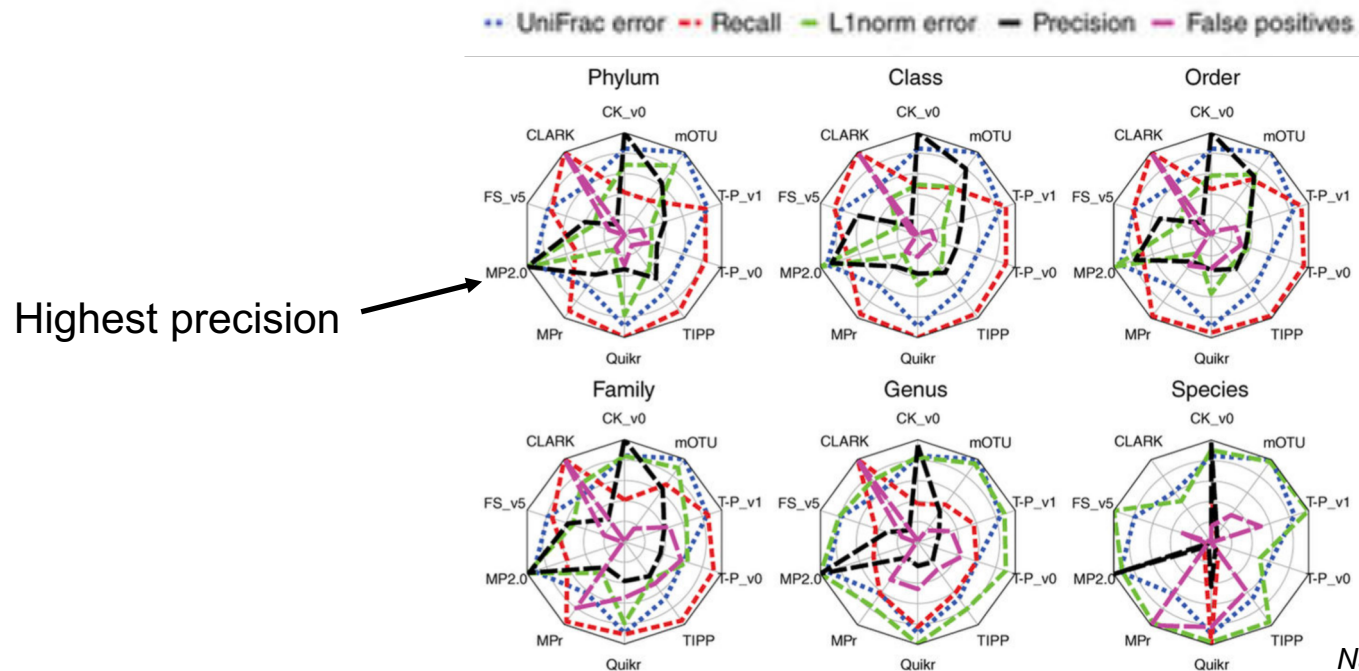 UniFrac error Recall L1norm error Precision False positives
Phylum Class Order
CK_v0 CK_v0 CK_v0
CLARK mOTU CLARK mOTU CLARK mOTU
FS_v5 T-P_v1 FS_v5 T-P_v1 FS_v5 T-P_v1
MP2.0 T-P_v0 MP2.0 T-P_v0 MP2.0 T-P_v0
Highest precision
MPr TIPP MPr TIPP MPr TIPP
Quikr Quikr Quikr
Family Genus Species
CK_v0 CK_v0 CK_v0
CLARK mOTU CLARK mOTU CLARK mOTU
FS_v5 T-P_v1 FS_v5 T-P_v1 FS_v5 T-P_v1
MP2.0 T-P_v0 MP2.0 T-P_v0 MP2.0 T-P_v0
MPr TIPP MPr TIPP MPr TIPP
Quikr Quikr Quikr